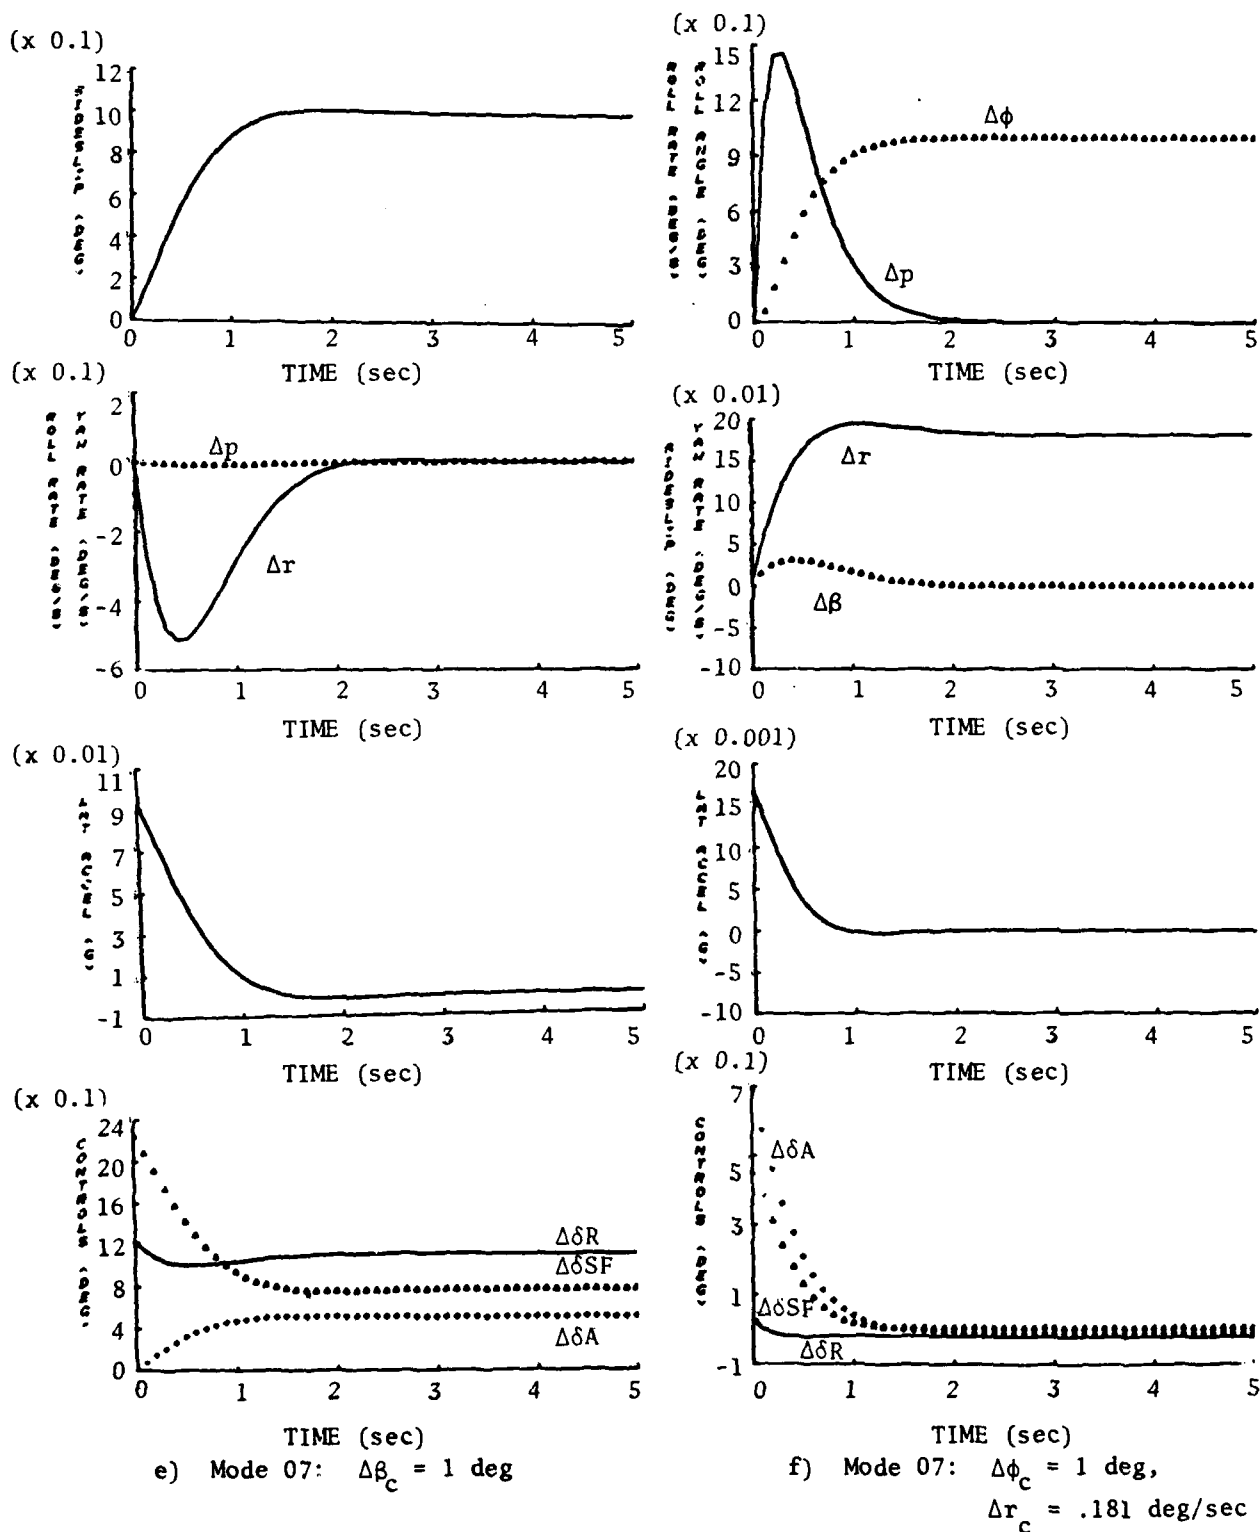 (x 0.1)
12
10
8
6
4
2
0
SIDESLIP (DEG)
0 1 2 3 4 5
TIME (sec)
(x 0.1)
15
12
9
6
3
0
ROLL RATE (DEG/S)
ROLL ANGLE (DEG)
Δϕ
Δp
0 1 2 3 4 5
TIME (sec)
(x 0.1)
2
0
-2
-4
-6
ROLL RATE (DEG/S)
YAW RATE (DEG/S)
Δp
Δr
0 1 2 3 4 5
TIME (sec)
(x 0.01)
20
15
10
5
0
-5
-10
SIDESLIP (DEG)
YAW RATE (DEG/S)
Δr
Δβ
0 1 2 3 4 5
TIME (sec)
(x 0.01)
11
9
7
5
3
1
-1
LAT ACCEL (G)
0 1 2 3 4 5
TIME (sec)
(x 0.001)
20
15
10
5
0
-5
-10
LAT ACCEL (G)
0 1 2 3 4 5
TIME (sec)
(x 0.1)
24
20
16
12
8
4
0
CONTROLS (DEG)
ΔδR
ΔδSF
ΔδA
0 1 2 3 4 5
TIME (sec)
e) Mode 07: Δβc = 1 deg
(x 0.1)
7
5
3
1
-1
CONTROLS (DEG)
ΔδA
ΔδSF
ΔδR
0 1 2 3 4 5
TIME (sec)
f) Mode 07: Δϕc = 1 deg,
Δrc = .181 deg/sec